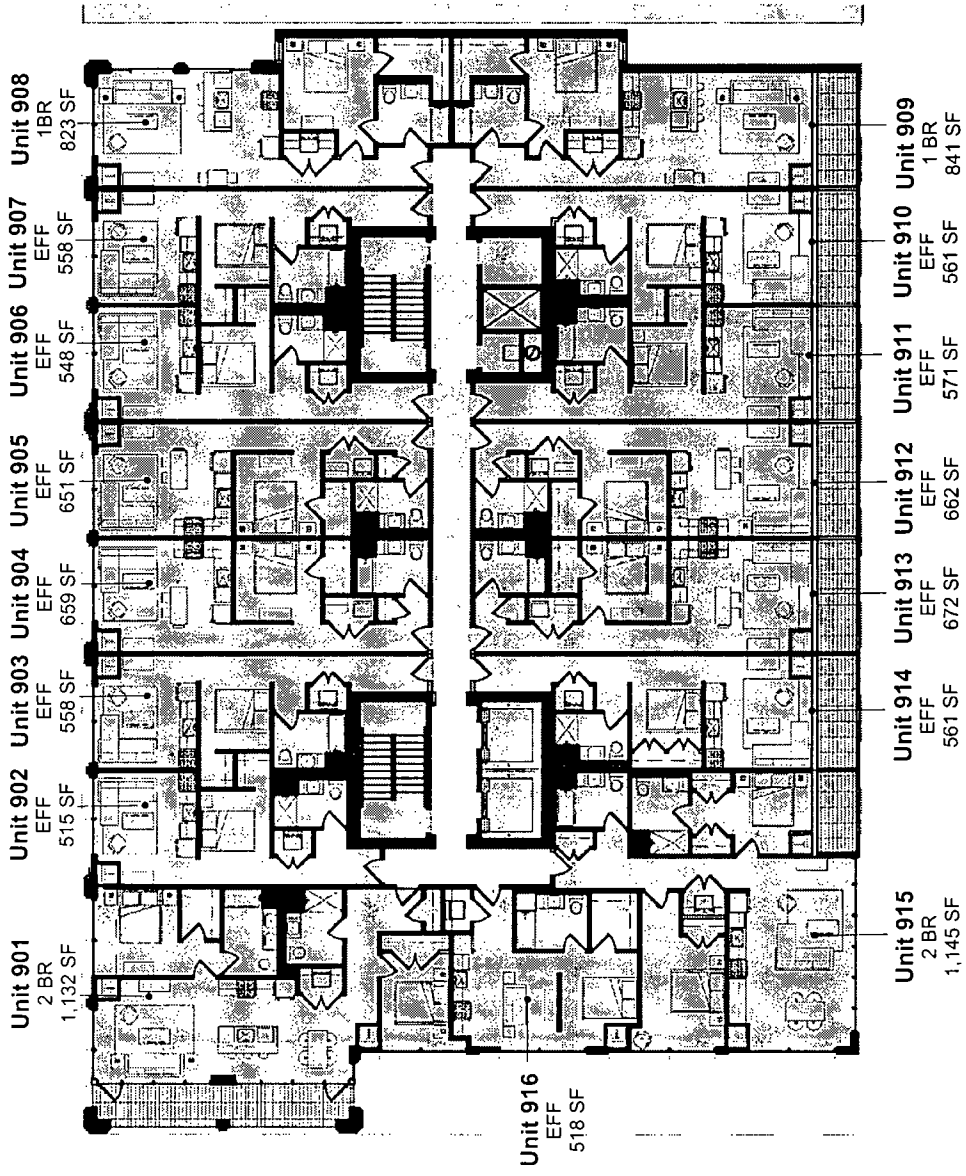 Unit 908
1BR
823 SF
Unit 907
EFF
558 SF
Unit 906
EFF
548 SF
Unit 905
EFF
651 SF
Unit 904
EFF
659 SF
Unit 903
EFF
558 SF
Unit 902
EFF
515 SF
Unit 901
2 BR
1,132 SF
Unit 909
1 BR
841 SF
Unit 910
EFF
561 SF
Unit 911
EFF
571 SF
Unit 912
EFF
662 SF
Unit 913
EFF
672 SF
Unit 914
EFF
561 SF
Unit 915
2 BR
1,145 SF
Unit 916
EFF
518 SF